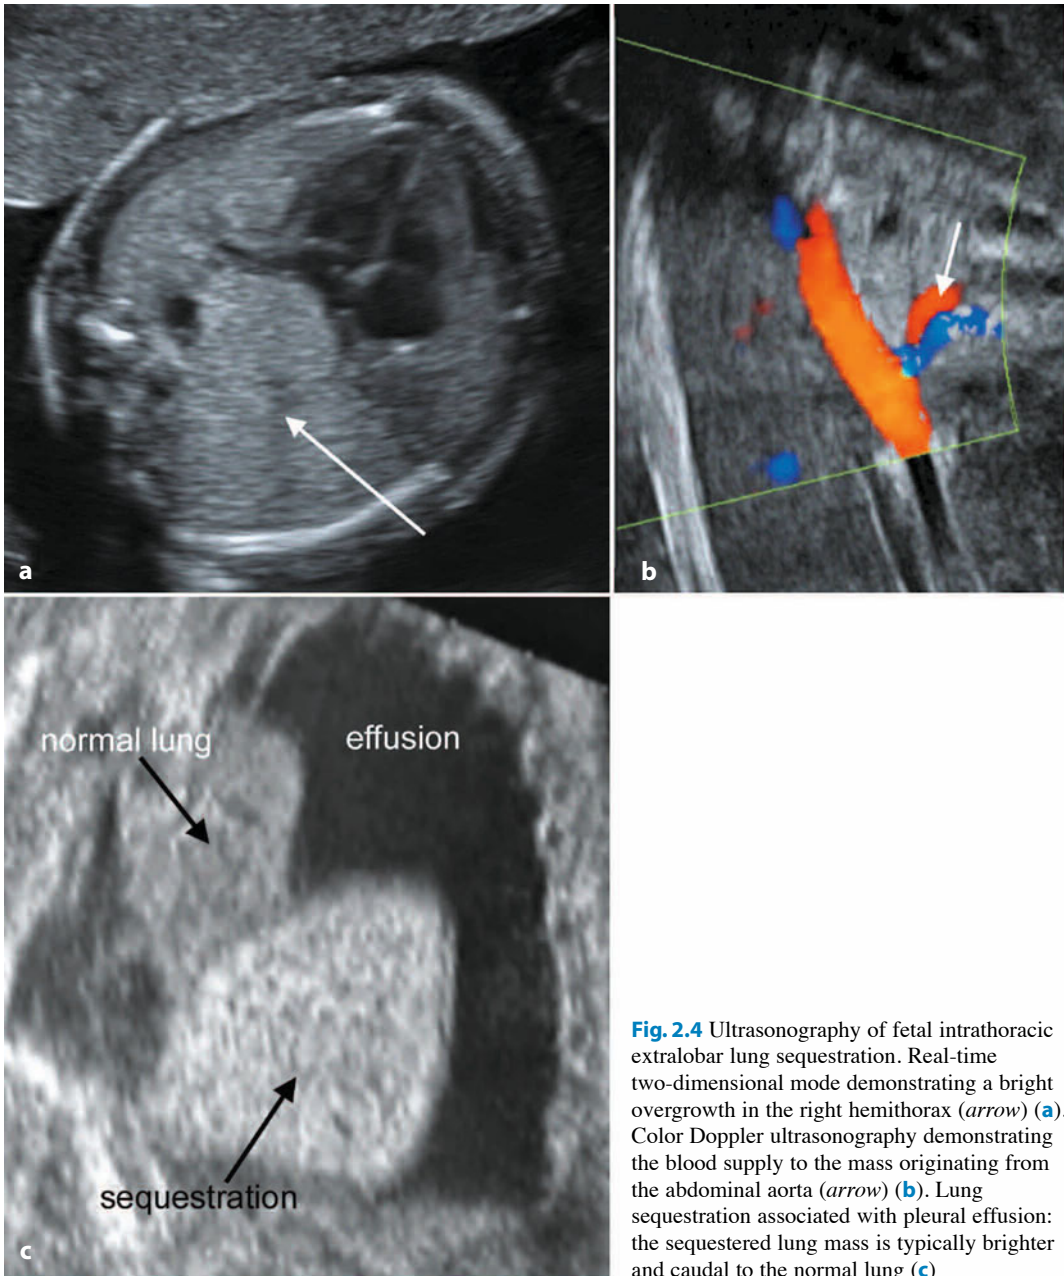 a
b
normal lung
effusion
sequestration
c
Fig. 2.4 Ultrasonography of fetal intrathoracic
extralobar lung sequestration. Real-time
two-dimensional mode demonstrating a bright
overgrowth in the right hemithorax (arrow) (a).
Color Doppler ultrasonography demonstrating
the blood supply to the mass originating from
the abdominal aorta (arrow) (b). Lung
sequestration associated with pleural effusion:
the sequestered lung mass is typically brighter
and caudal to the normal lung (c)